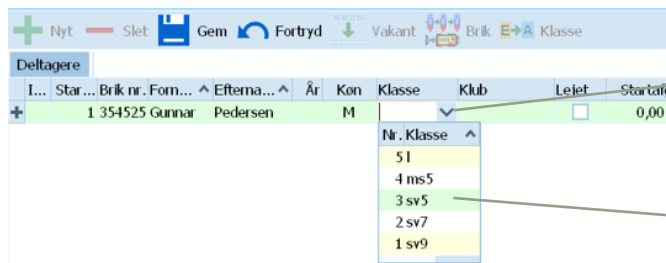 Nyt Slet Gem Fortryd Vakant Brik E→A Klasse
Deltagere
I... Star... Brik nr. Forn... Efterna... År Køn Klasse Klub Lejet Startafg
1 354525 Gunnar Pedersen M 0,00
Nr. Klasse
5 l
4 ms5
3 sv5
2 sv7
1 sv9